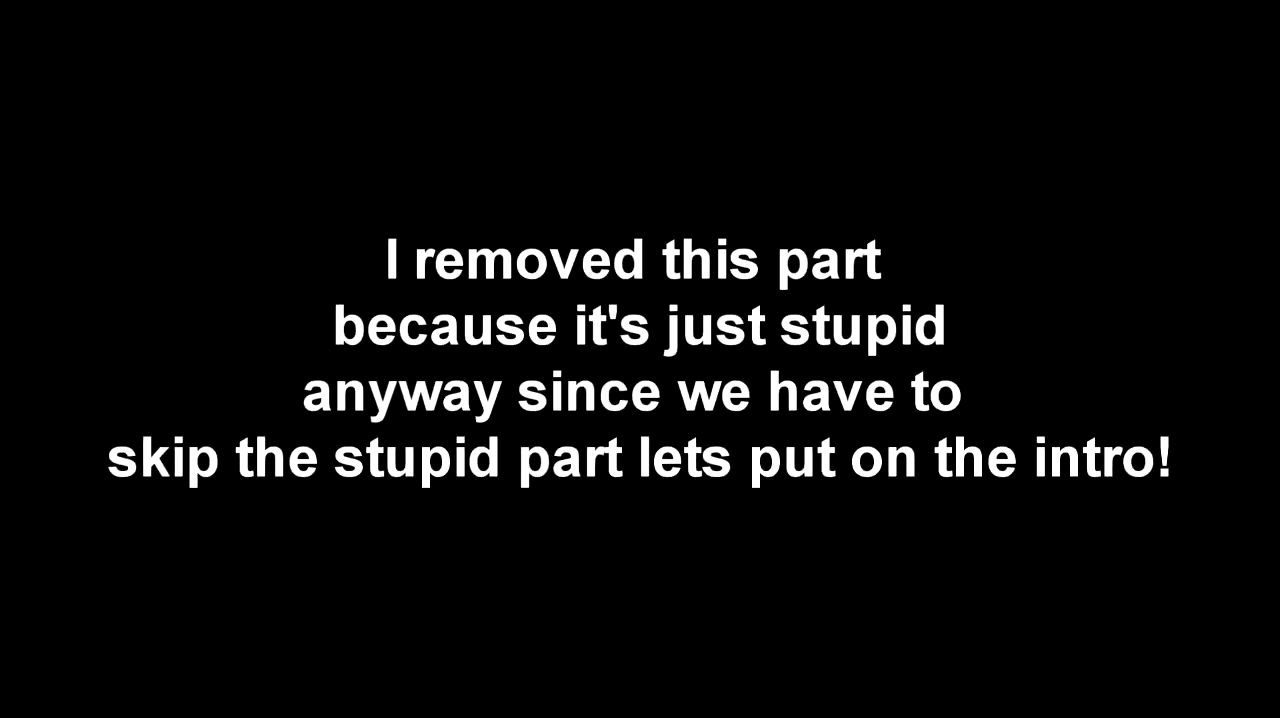 I removed this part
because it's just stupid
anyway since we have to
skip the stupid part lets put on the intro!